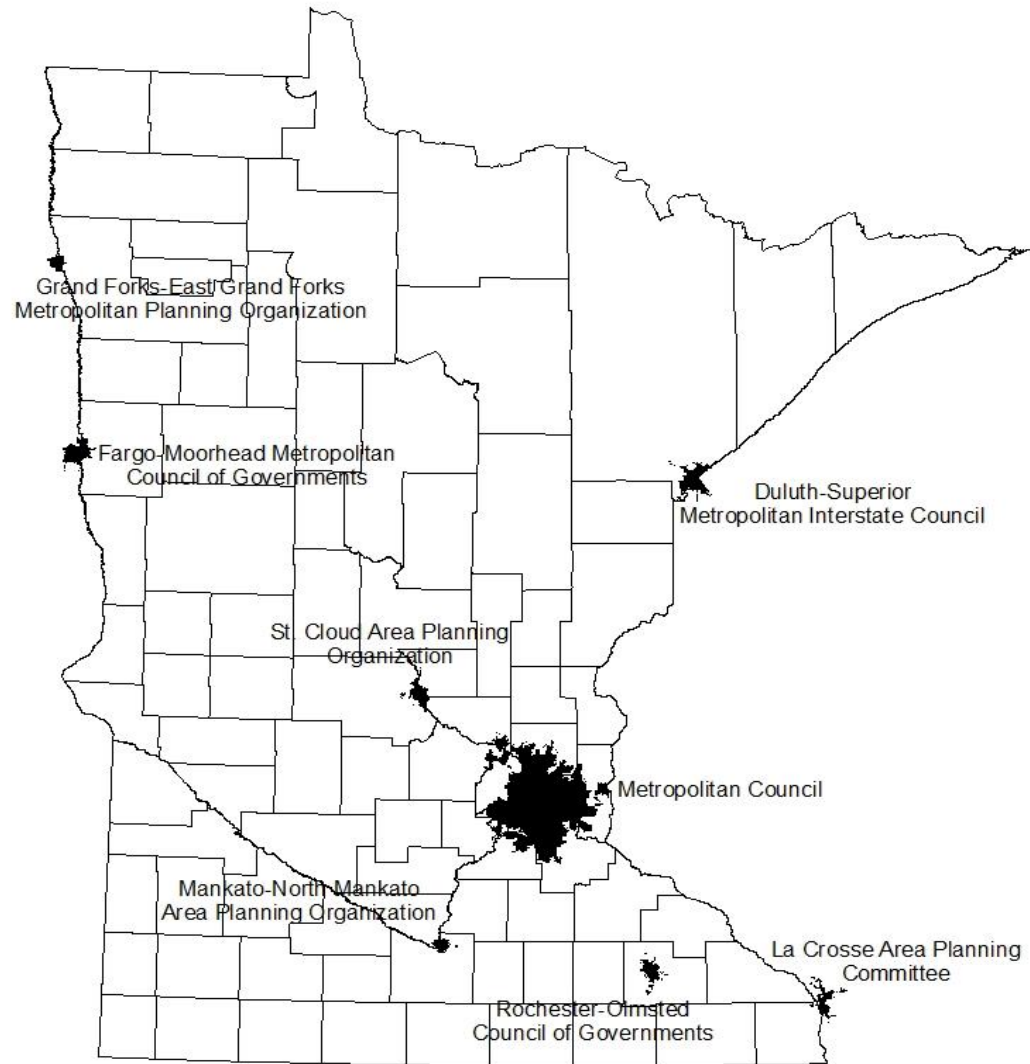 Grand Forks-East Grand Forks
Metropolitan Planning Organization
Fargo-Moorhead Metropolitan
Council of Governments
Duluth-Superior
Metropolitan Interstate Council
St. Cloud Area Planning
Organization
Metropolitan Council
Mankato-North Mankato
Area Planning Organization
La Crosse Area Planning
Committee
Rochester-Olmsted
Council of Governments